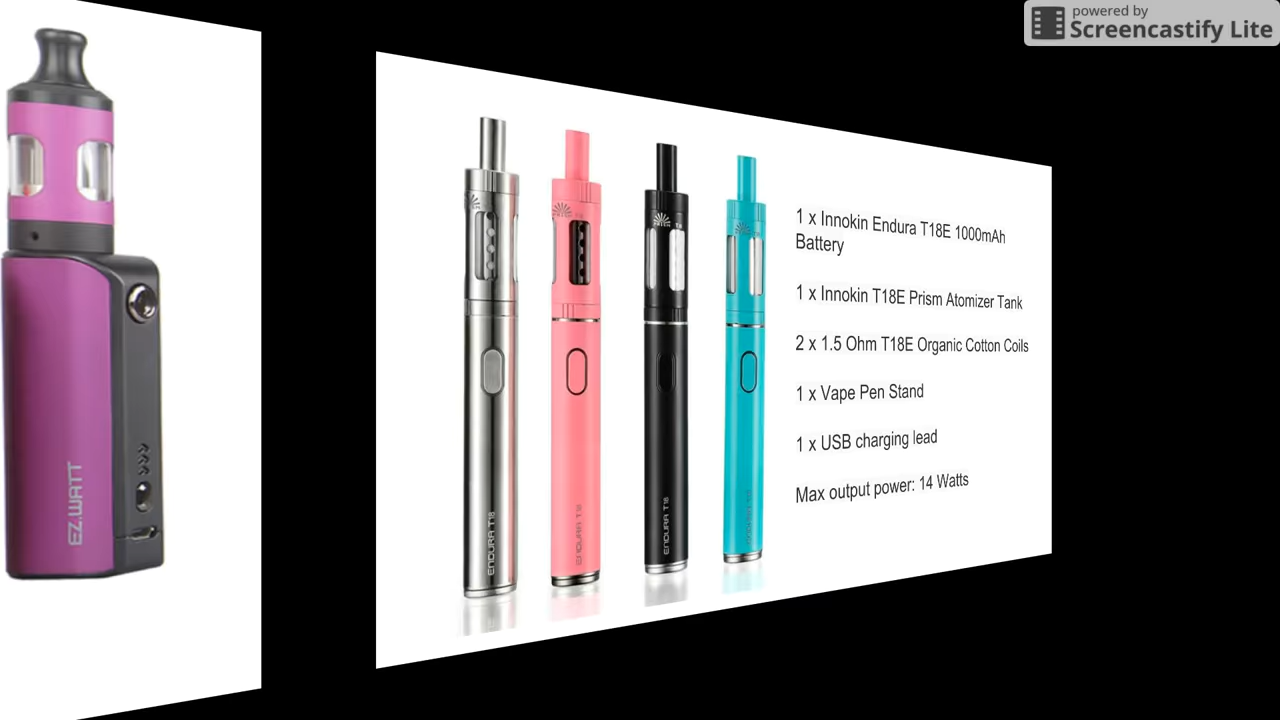 powered by
Screencastify Lite
EZ.WATT
ENDURA T18
ENDURA T18
ENDURA T18
1 x Innokin Endura T18E 1000mAh
Battery
1 x Innokin T18E Prism Atomizer Tank
2 x 1.5 Ohm T18E Organic Cotton Coils
1 x Vape Pen Stand
1 x USB charging lead
Max output power: 14 Watts